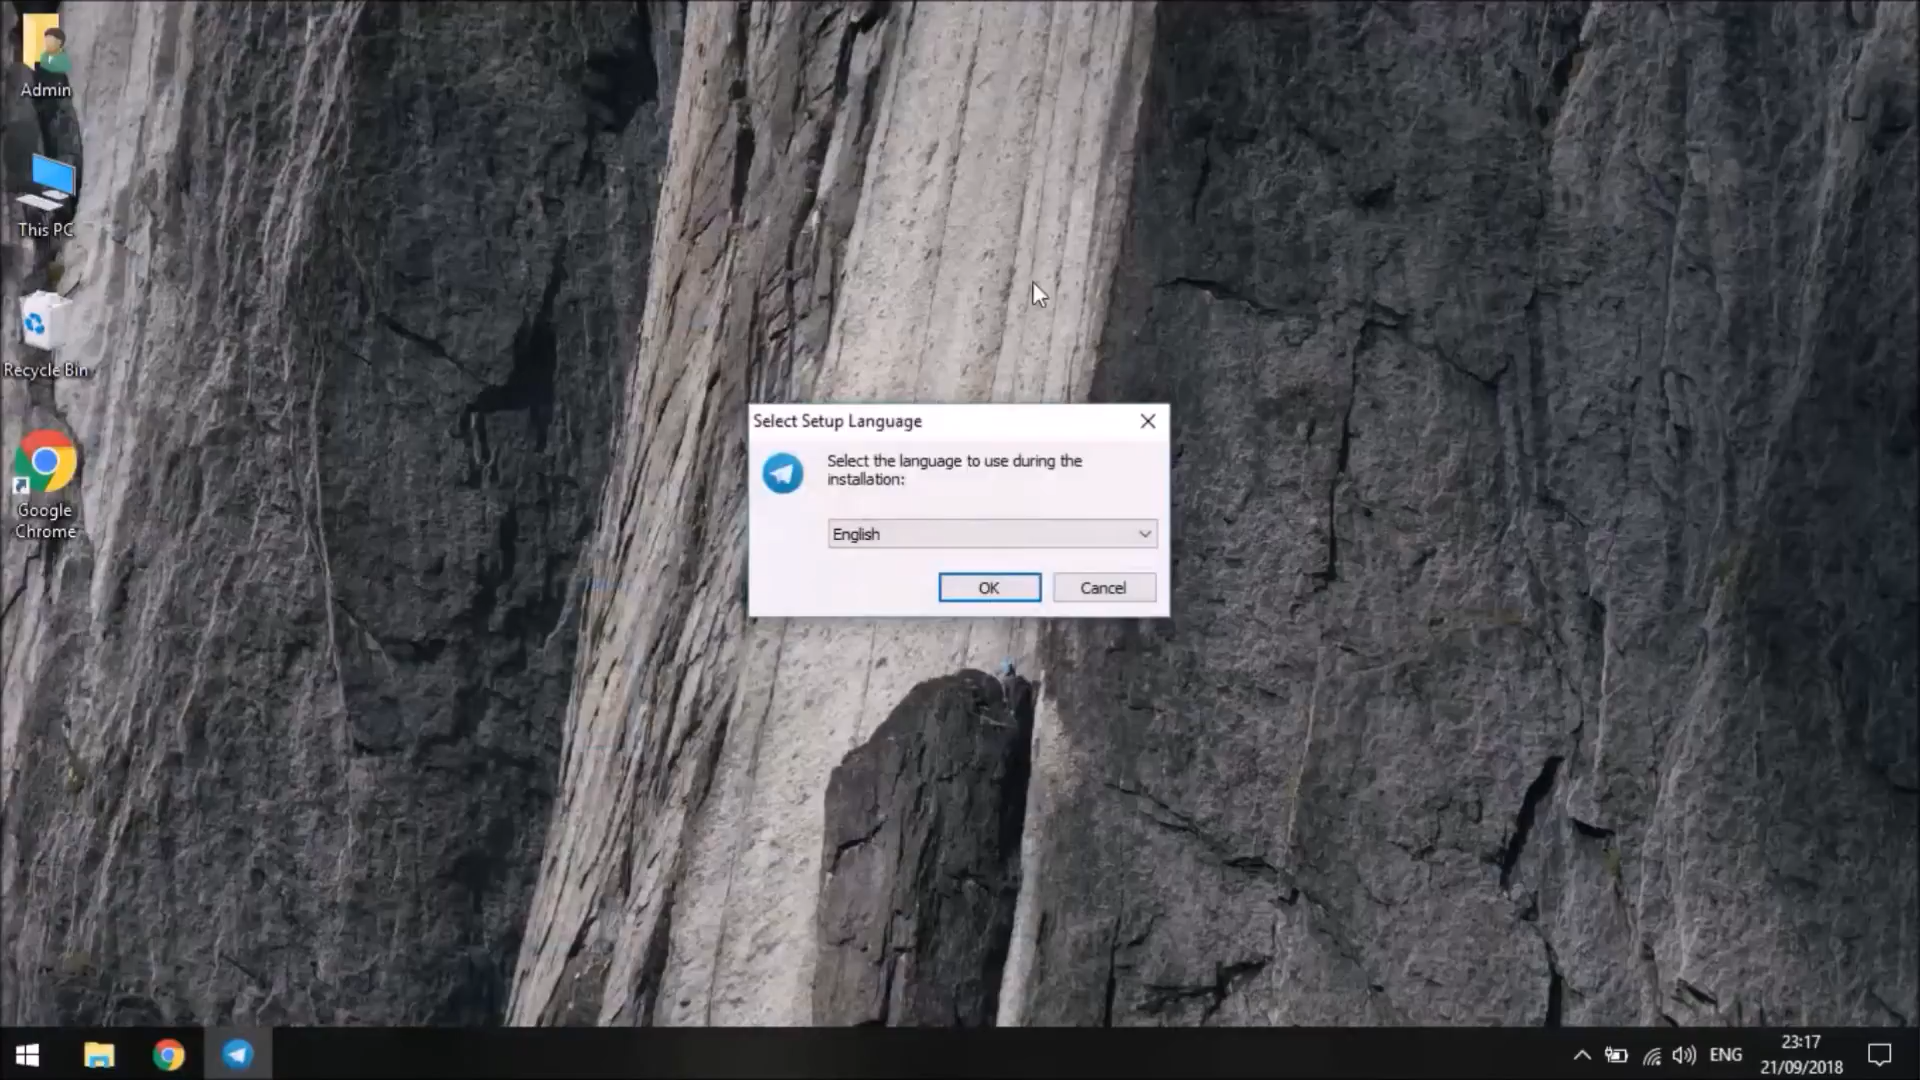 Admin
This PC
Recycle Bin
Google
Chrome
Select Setup Language
Select the language to use during the
installation:
English
OK
Cancel
ENG
23:17
21/09/2018